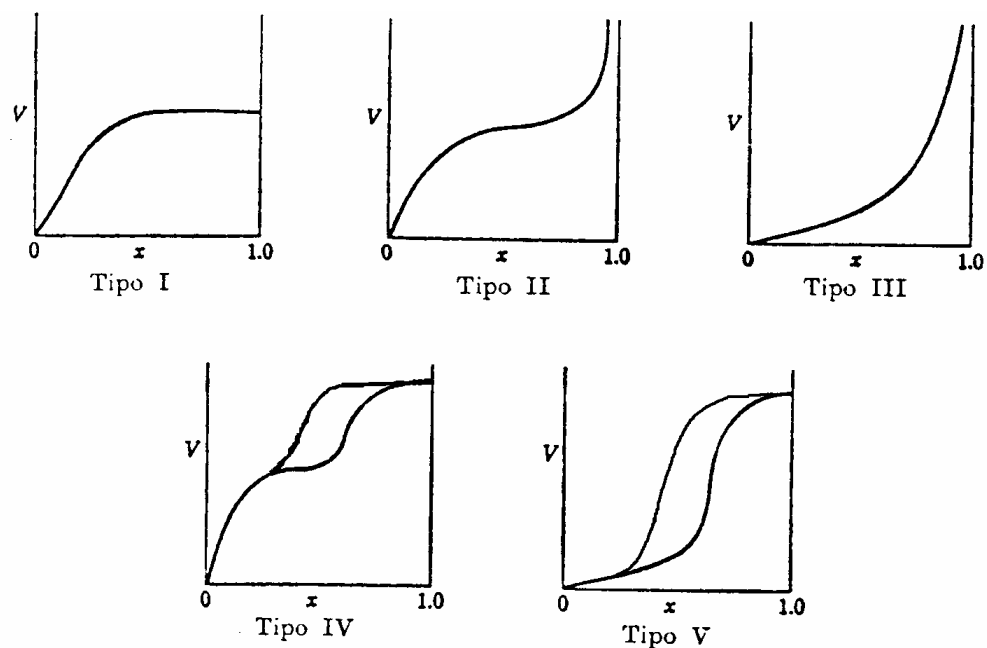 V
0 x 1.0
Tipo I
V
0 x 1.0
Tipo II
V
0 x 1.0
Tipo III
V
0 x 1.0
Tipo IV
V
0 x 1.0
Tipo V